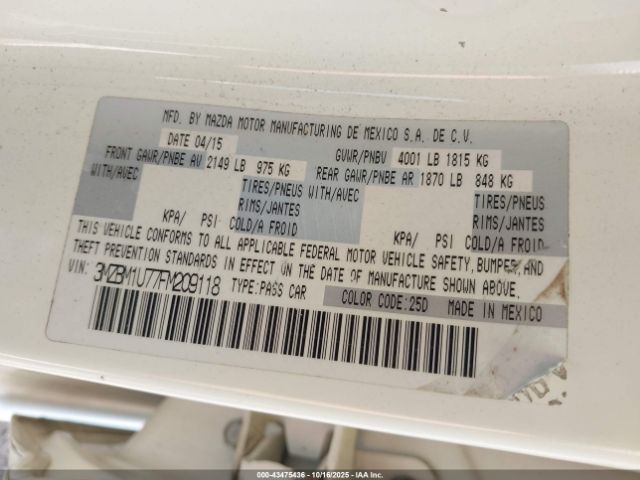 MFD. BY MAZDA MOTOR MANUFACTURING DE MEXICO S.A. DE C.V.
DATE 04/15 GVWR/PNBV 4001 LB 1815 KG
FRONT GAWR/PNBE AV 2149 LB 975 KG REAR GAWR/PNBE AR 1870 LB 848 KG
WITH/AVEC TIRES/PNEUS WITH/AVEC TIRES/PNEUS
RIMS/JANTES RIMS/JANTES
KPA/ PSI COLD/A FROID KPA/ PSI COLD/A FROID
THIS VEHICLE CONFORMS TO ALL APPLICABLE FEDERAL MOTOR VEHICLE SAFETY, BUMPER, AND
THEFT PREVENTION STANDARDS IN EFFECT ON THE DATE OF MANUFACTURE SHOWN ABOVE.
VIN: 3MZBM1U77FM209118 TYPE:PASS CAR
COLOR CODE:25D MADE IN MEXICO
000-43475436 - 10/16/2025 - IAA Inc.